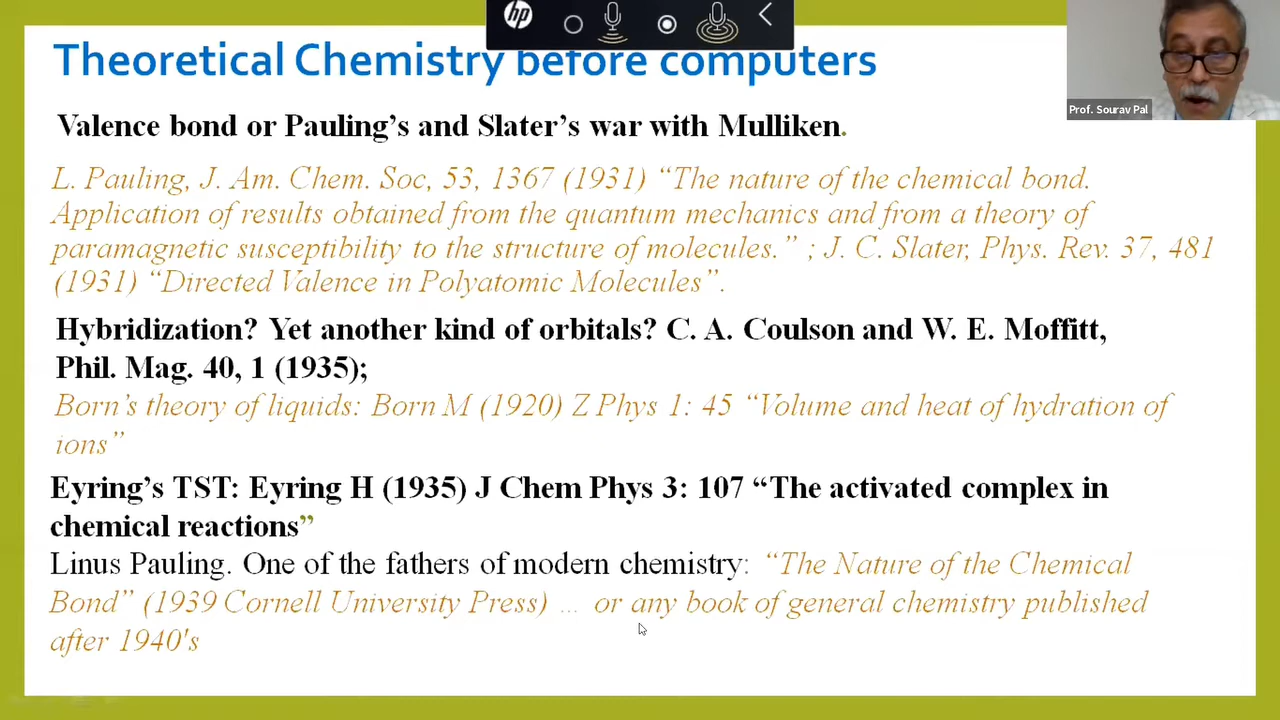 hp
Theoretical Chemistry before computers
Prof. Sourav Pal
Valence bond or Pauling's and Slater's war with Mulliken.
L. Pauling, J. Am. Chem. Soc, 53, 1367 (1931) “The nature of the chemical bond.
Application of results obtained from the quantum mechanics and from a theory of
paramagnetic susceptibility to the structure of molecules.” ; J. C. Slater, Phys. Rev. 37, 481
(1931) “Directed Valence in Polyatomic Molecules”.
Hybridization? Yet another kind of orbitals? C. A. Coulson and W. E. Moffitt,
Phil. Mag. 40, 1 (1935);
Born's theory of liquids: Born M (1920) Z Phys 1: 45 “Volume and heat of hydration of
ions”
Eyring's TST: Eyring H (1935) J Chem Phys 3: 107 “The activated complex in
chemical reactions”
Linus Pauling. One of the fathers of modern chemistry: “The Nature of the Chemical
Bond” (1939 Cornell University Press) … or any book of general chemistry published
after 1940's